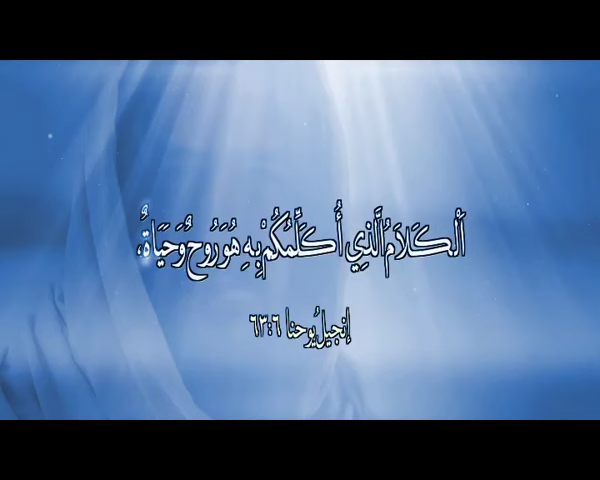 اَلْكَلاَمُ الَّذِي أُكَلِّمُكُمْ بِهِ هُوَ رُوحٌ وَحَيَاةٌ،
إنجيل يوحنا ٦٣:٦